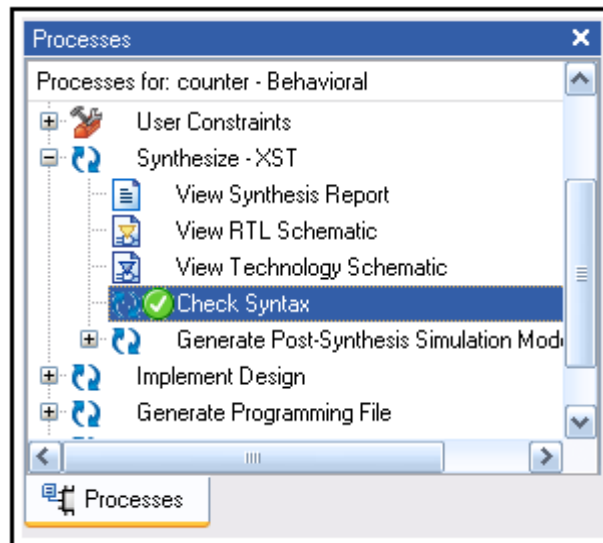 Processes
Processes for: counter - Behavioral
User Constraints
Synthesize - XST
View Synthesis Report
View RTL Schematic
View Technology Schematic
Check Syntax
Generate Post-Synthesis Simulation Mod
Implement Design
Generate Programming File
Processes